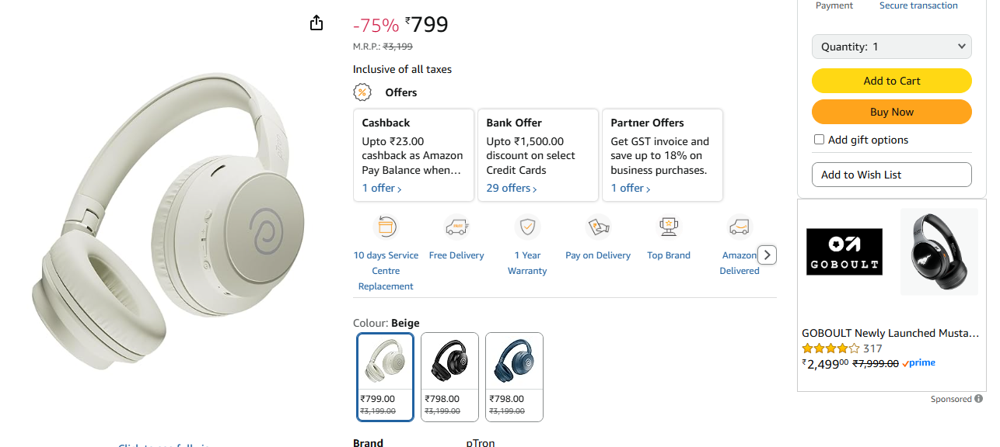 -75% ₹799
M.R.P.: ₹3,199
Inclusive of all taxes
Offers
Cashback
Upto ₹23.00
cashback as Amazon
Pay Balance when…
1 offer ›
Bank Offer
Upto ₹1,500.00
discount on select
Credit Cards
29 offers ›
Partner Offers
Get GST invoice and
save up to 18% on
business purchases.
1 offer ›
10 days Service
Centre
Replacement
FREE
Free Delivery
1 Year
Warranty
Pay on Delivery
Top Brand
Amazon
Delivered
Colour: Beige
₹799.00
₹3,199.00
₹798.00
₹3,199.00
₹798.00
₹3,199.00
Brand pTron
Payment Secure transaction
Quantity: 1
Add to Cart
Buy Now
Add gift options
Add to Wish List
GOBOULT
GOBOULT Newly Launched Musta…
317
₹2,499⁰⁰ ₹7,999.00 prime
Sponsored